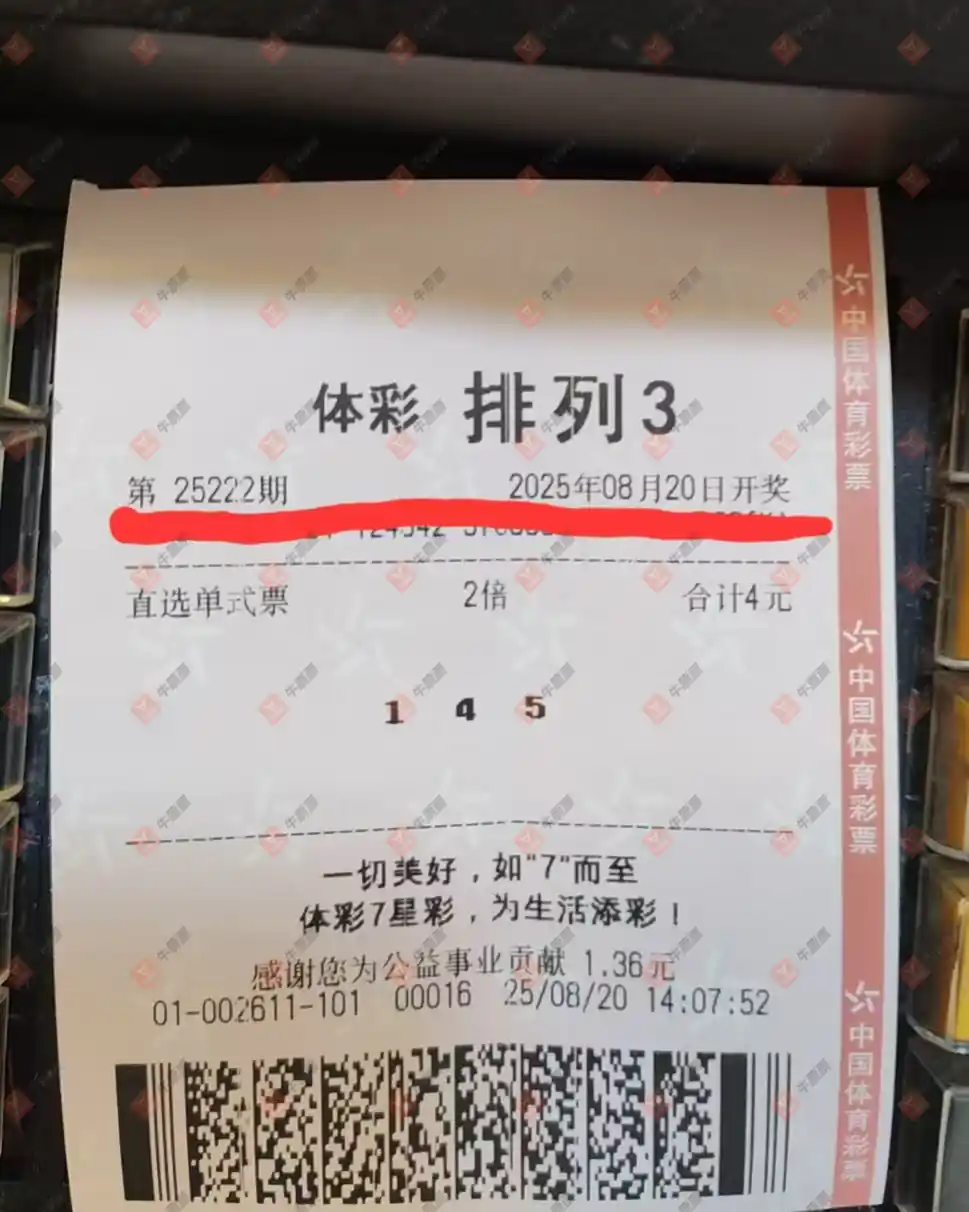 体彩 排列3
第 25222期 2025年08月20日开奖
直选单式票 2倍 合计4元
1 4 5
一切美好，如"7"而至
体彩7星彩，为生活添彩！
感谢您为公益事业贡献 1.36元
01-002611-101 00016 25/08/20 14:07:52
中国体育彩票
中国体育彩票
中国体育彩票